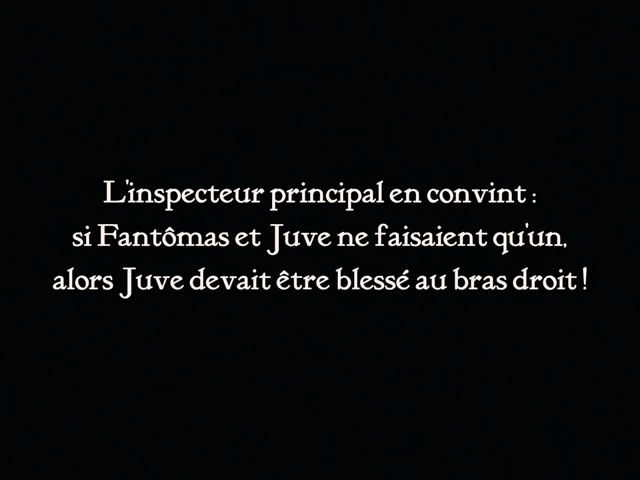 L'inspecteur principal en convint :
si Fantômas et Juve ne faisaient qu'un,
alors Juve devait être blessé au bras droit !